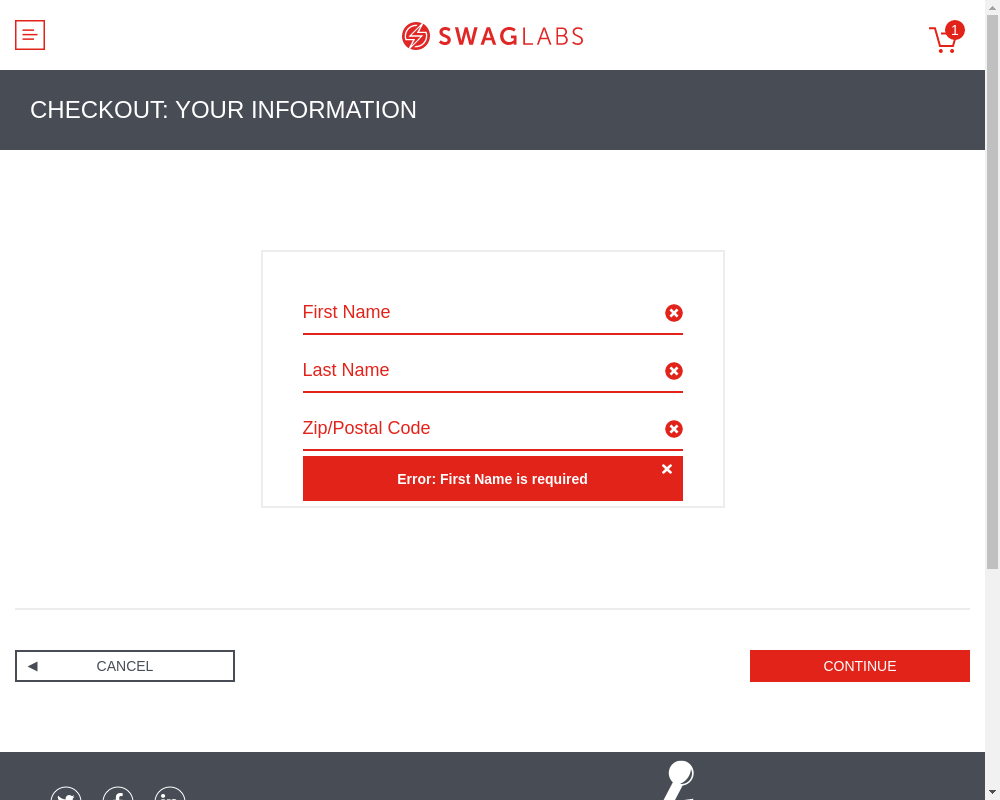 SWAGLABS
1
CHECKOUT: YOUR INFORMATION
First Name
Last Name
Zip/Postal Code
Error: First Name is required
CANCEL
CONTINUE